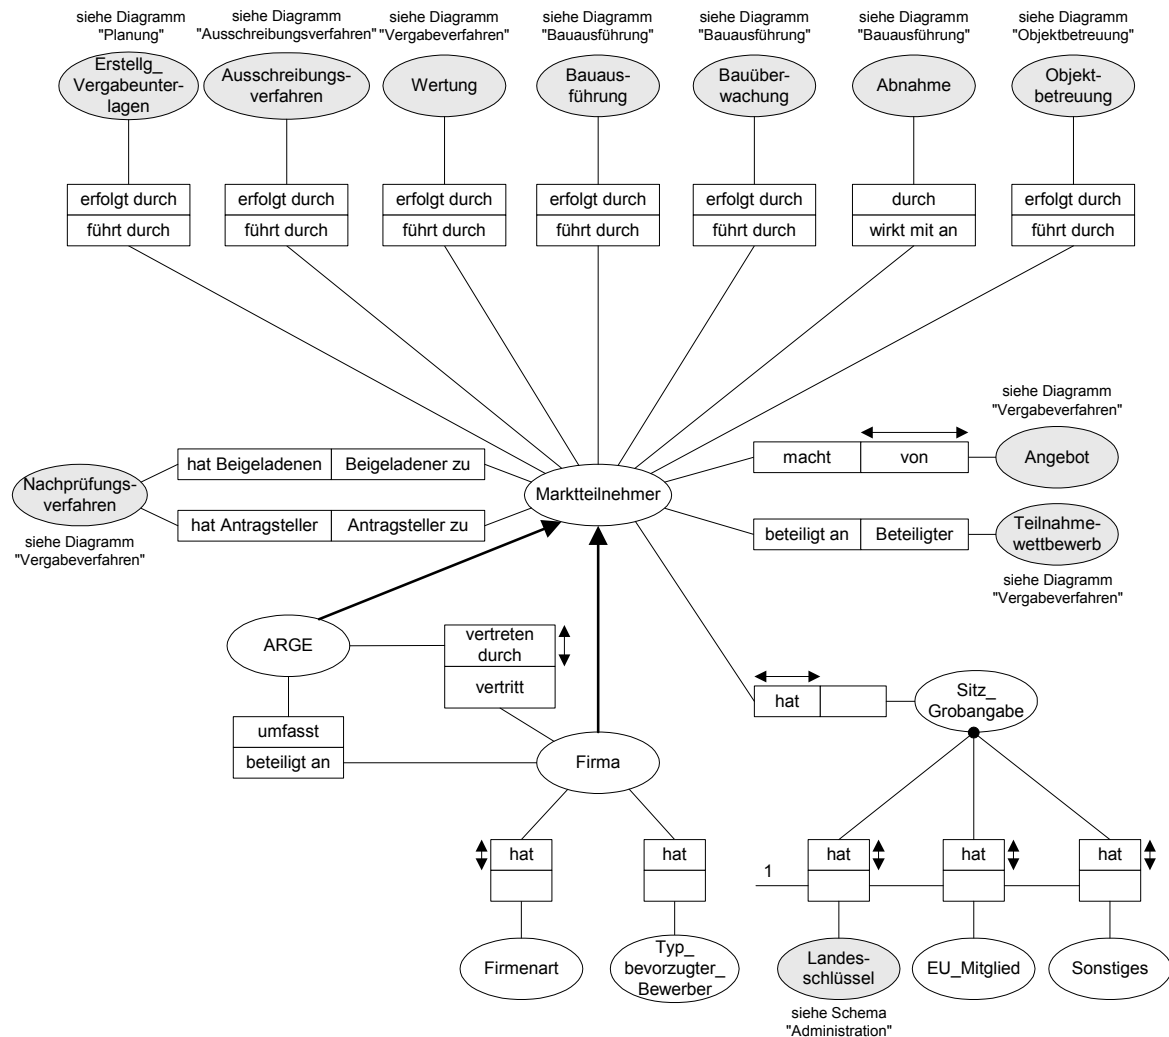 siehe Diagramm
"Planung"
siehe Diagramm
"Ausschreibungsverfahren"
siehe Diagramm
"Vergabeverfahren"
siehe Diagramm
"Bauausführung"
siehe Diagramm
"Bauausführung"
siehe Diagramm
"Bauausführung"
siehe Diagramm
"Objektbetreuung"
Erstellg_
Vergabeunter-
lagen
Ausschreibungs-
verfahren
Wertung
Bauaus-
führung
Bauüber-
wachung
Abnahme
Objekt-
betreuung
erfolgt durch
führt durch
erfolgt durch
führt durch
erfolgt durch
führt durch
erfolgt durch
führt durch
erfolgt durch
führt durch
durch
wirkt mit an
erfolgt durch
führt durch
siehe Diagramm
"Vergabeverfahren"
Nachprüfungs-
verfahren
siehe Diagramm
"Vergabeverfahren"
hat Beigeladenen
Beigeladener zu
hat Antragsteller
Antragsteller zu
Marktteilnehmer
macht
von
Angebot
beteiligt an
Beteiligter
Teilnahme-
wettbewerb
siehe Diagramm
"Vergabeverfahren"
ARGE
vertreten
durch
vertritt
umfasst
beteiligt an
Firma
hat
Sitz_
Grobangabe
hat
hat
1
hat
hat
hat
Firmenart
Typ_
bevorzugter_
Bewerber
Landes-
schlüssel
EU_Mitglied
Sonstiges
siehe Schema
"Administration"